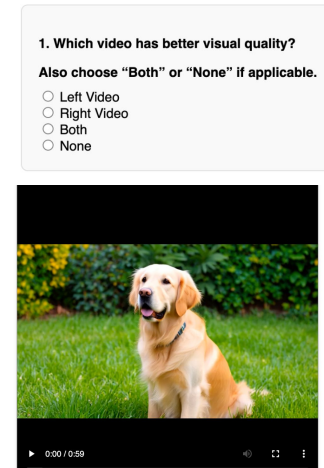 1. Which video has better visual quality?
Also choose “Both” or “None” if applicable.
Left Video
Right Video
Both
None
0:00 / 0:59